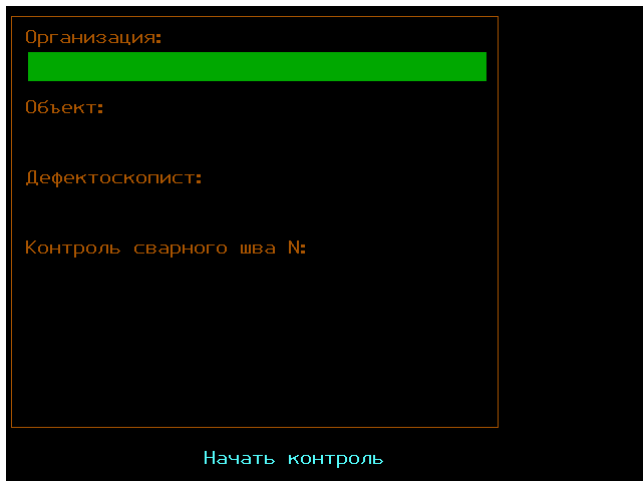 Организация:
Объект:
Дефектоскопист:
Контроль сварного шва N:
Начать контроль